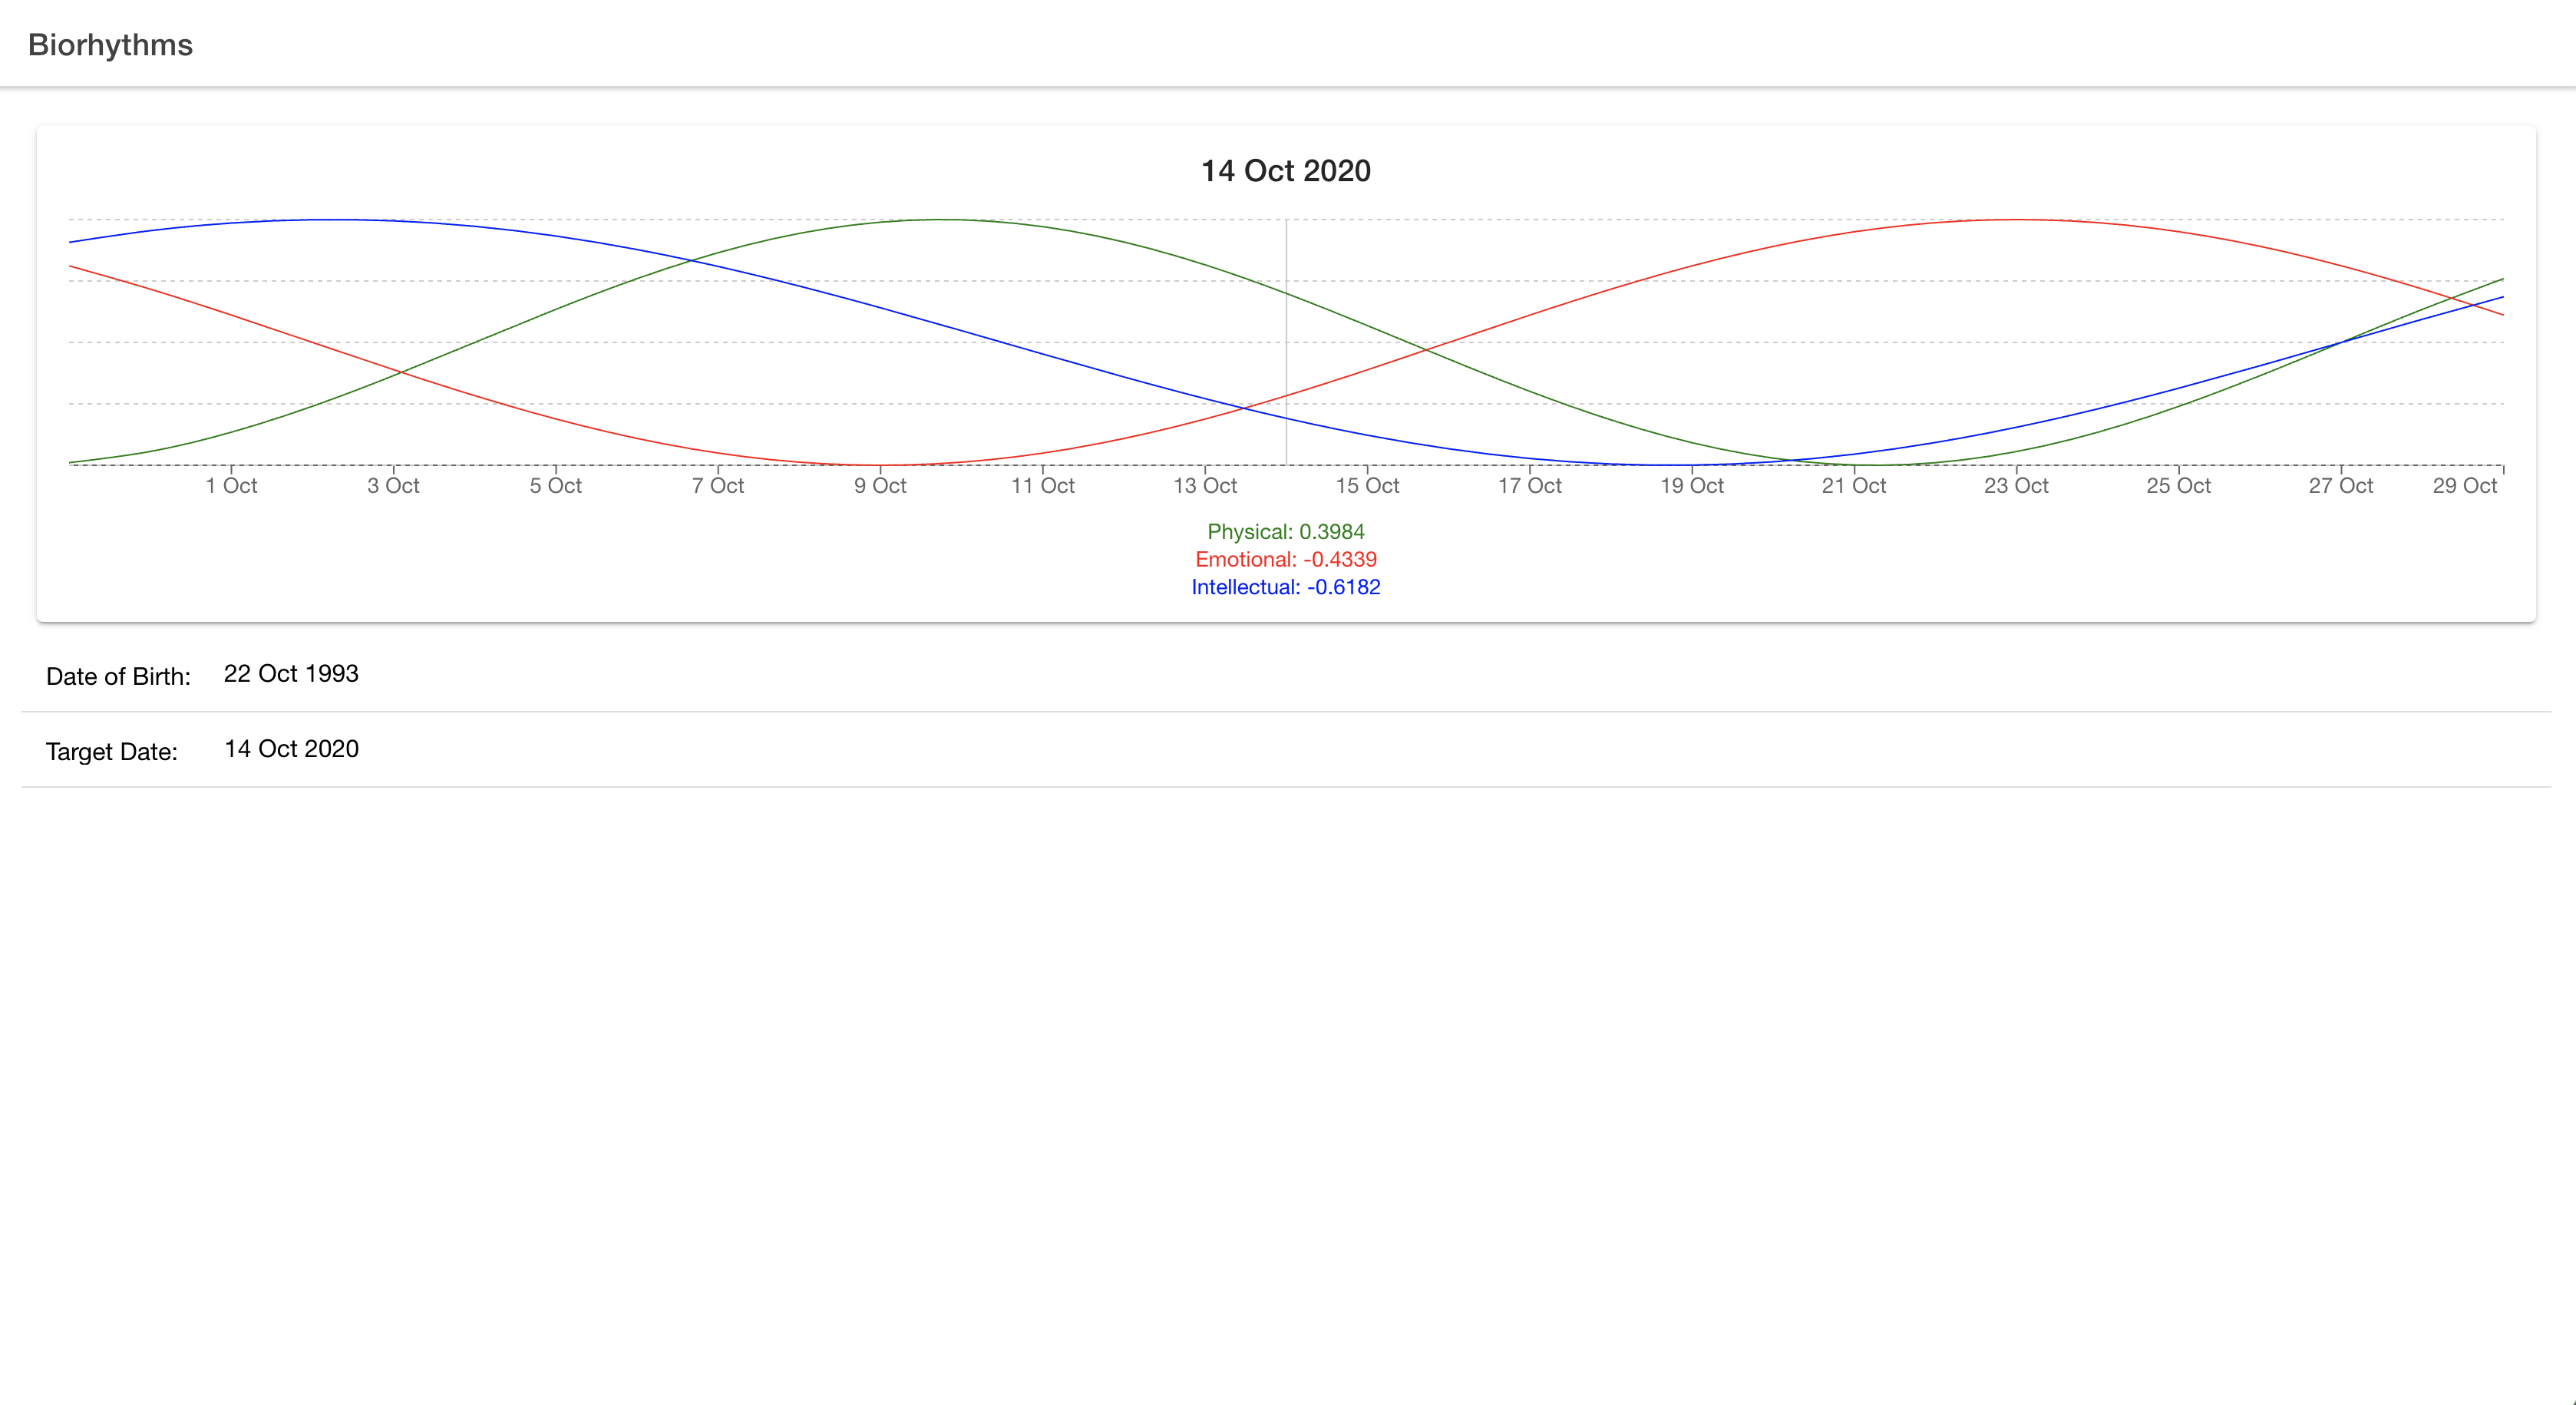 Biorhythms
14 Oct 2020
1 Oct 3 Oct 5 Oct 7 Oct 9 Oct 11 Oct 13 Oct 15 Oct 17 Oct 19 Oct 21 Oct 23 Oct 25 Oct 27 Oct 29 Oct
Physical: 0.3984
Emotional: -0.4339
Intellectual: -0.6182
Date of Birth: 22 Oct 1993
Target Date: 14 Oct 2020